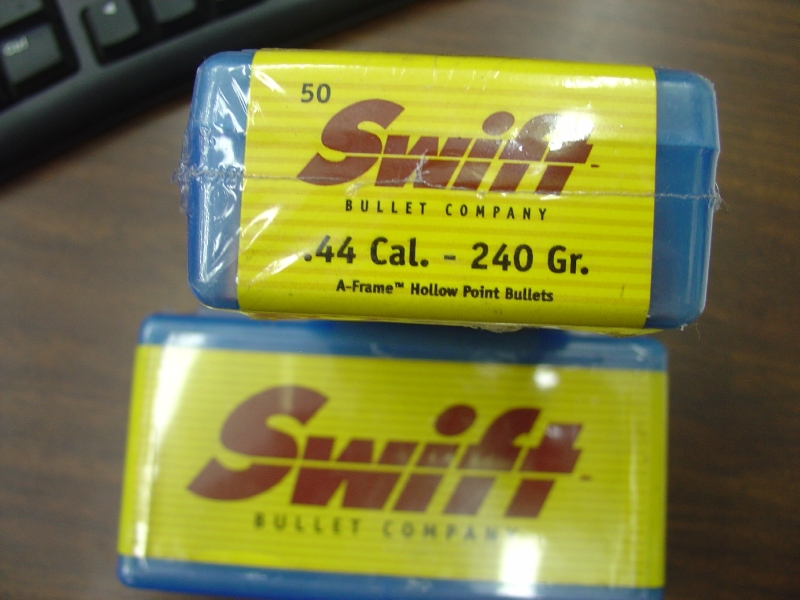 50
Swift
BULLET COMPANY
.44 Cal. - 240 Gr.
A-Frame™ Hollow Point Bullets
Swift
BULLET COMPANY